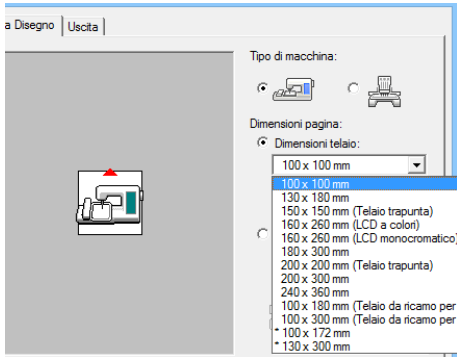 a Disegno
Uscita
Tipo di macchina:
Dimensioni pagina:
Dimensioni telaio:
100 x 100 mm
100 x 100 mm
130 x 180 mm
150 x 150 mm (Telaio trapunta)
160 x 260 mm (LCD a colori)
160 x 260 mm (LCD monocromatico)
180 x 300 mm
200 x 200 mm (Telaio trapunta)
200 x 300 mm
240 x 360 mm
100 x 180 mm (Telaio da ricamo per
100 x 300 mm (Telaio da ricamo per
* 100 x 172 mm
* 130 x 300 mm